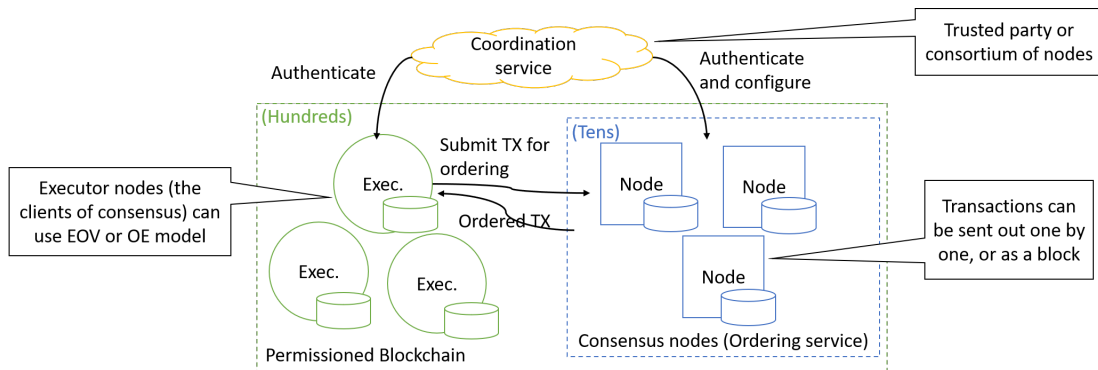 Coordination
service
Trusted party or
consortium of nodes
Authenticate
Authenticate
and configure
(Hundreds)
(Tens)
Submit TX for
ordering
Exec.
Node
Node
Executor nodes (the
clients of consensus) can
use EOV or OE model
Ordered TX
Transactions can
be sent out one by
one, or as a block
Exec.
Exec.
Node
Permissioned Blockchain
Consensus nodes (Ordering service)